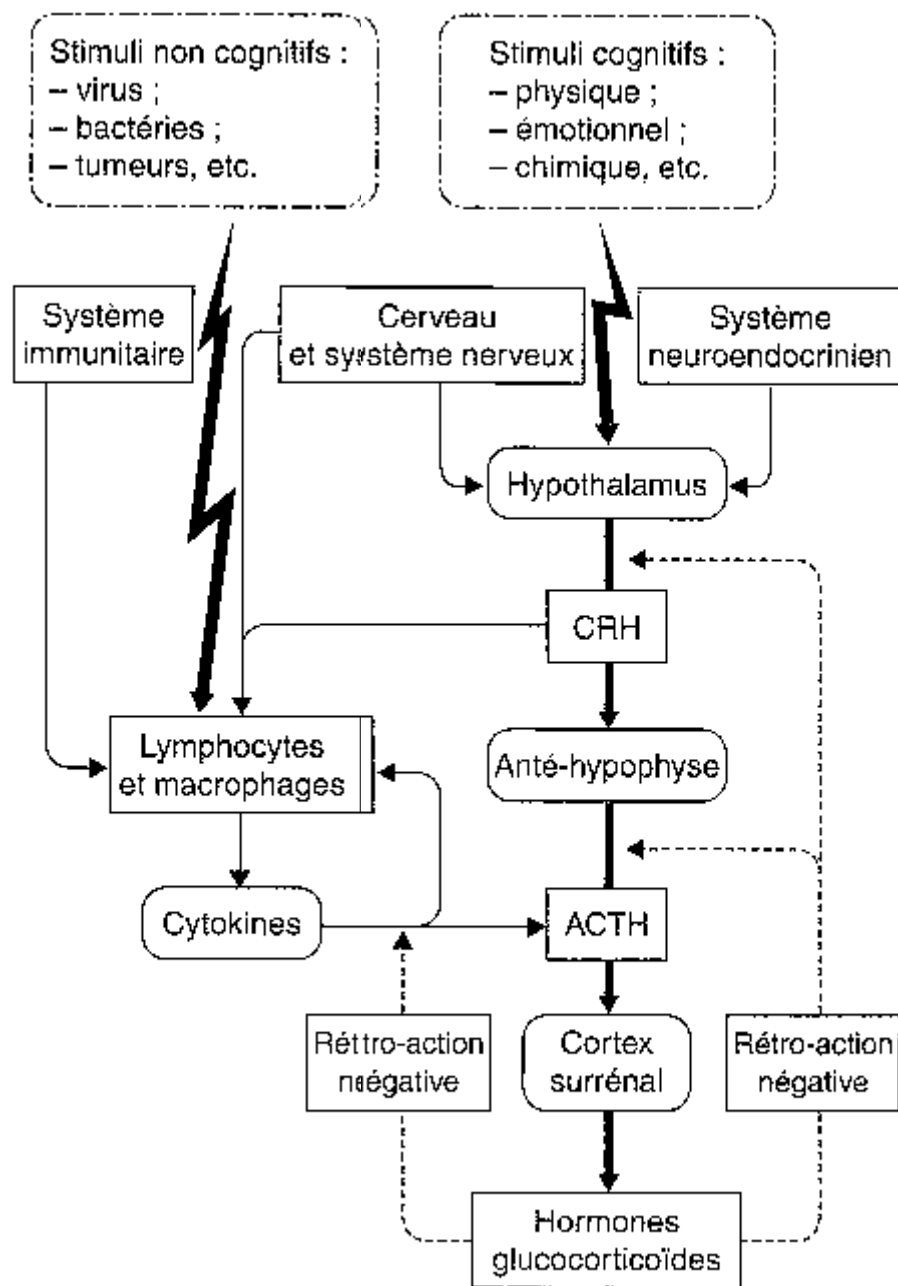 Stimuli non cognitifs :
– virus ;
– bactéries ;
– tumeurs, etc.
Stimuli cognitifs :
– physique ;
– émotionnel ;
– chimique, etc.
Système
immunitaire
Cerveau
et système nerveux
Système
neuroendocrinien
Hypothalamus
CRH
Lymphocytes
et macrophages
Anté-hypophyse
Cytokines
ACTH
Réttro-action
nségative
Cortex
surrénal
Rétro-action
négative
Hormones
glucocorticoïdes